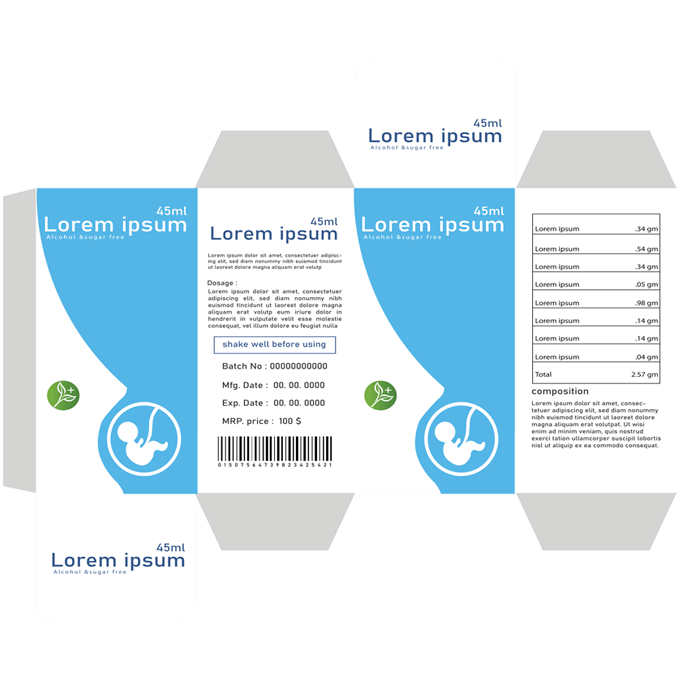 45ml
Lorem ipsum
Alcohol &sugar free
45ml
Lorem ipsum
Alcohol &sugar free
45ml
Lorem ipsum
Lorem ipsum dolor sit amet, consectetuer adipisc-
ing elit, sed diam nonummy nibh euismod tincidunt
ut laoreet dolore magna aliquam erat volutp
Dosage :
Lorem ipsum dolor sit amet, consectetuer
adipiscing elit, sed diam nonummy nibh
euismod tincidunt ut laoreet dolore magna
aliquam erat volutpat eum iriure dolor in
hendrerit in vulputate velit esse molestie
consequat, vel illum dolore eu feugiat nulla
shake well before using
Batch No : 00000000000
Mfg. Date : 00. 00. 0000
Exp. Date : 00. 00. 0000
MRP. price : 100 $
0150756473982342542 1
45ml
Lorem ipsum
Alcohol &sugar free
Lorem ipsum .34 gm
Lorem ipsum .54 gm
Lorem ipsum .34 gm
Lorem ipsum .05 gm
Lorem ipsum .98 gm
Lorem ipsum .14 gm
Lorem ipsum .14 gm
Lorem ipsum .04 gm
Total 2.57 gm
composition
Lorem ipsum dolor sit amet, consec-
tetuer adipiscing elit, sed diam
nonummy nibh euismod tincidunt ut
laoreet dolore magna aliquam erat
volutpat. Ut wisi
enim ad minim veniam, quis nostrud
exerci tation ullamcorper suscipit lobortis
nisl ut aliquip ex ea commodo consequat.
45ml
Lorem ipsum
Alcohol &sugar free